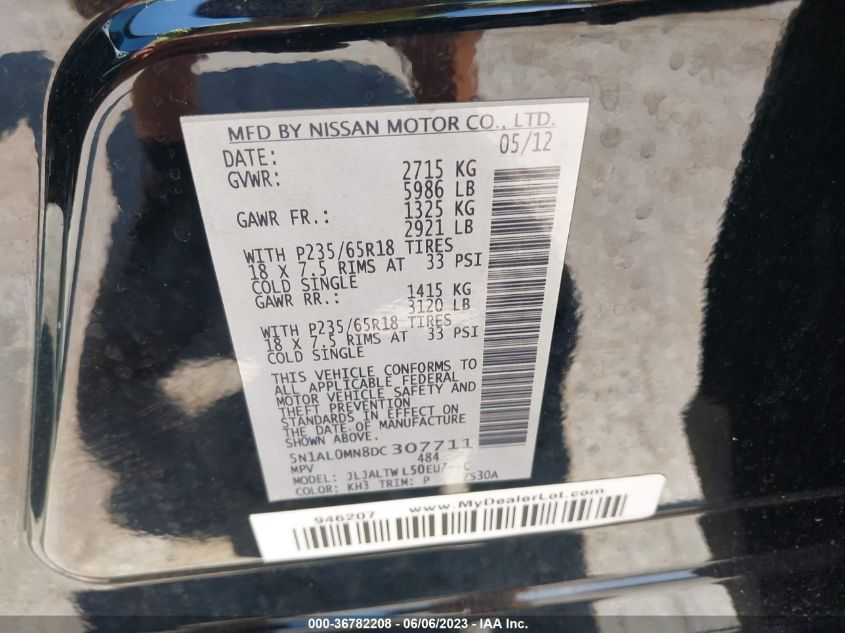 MFD BY NISSAN MOTOR CO., LTD.
DATE: 05/12
GVWR: 2715 KG
5986 LB
GAWR FR.: 1325 KG
2921 LB
WITH P235/65R18 TIRES
18 X 7.5 RIMS AT 33 PSI
COLD SINGLE
GAWR RR.: 1415 KG
3120 LB
WITH P235/65R18 TIRES
18 X 7.5 RIMS AT 33 PSI
COLD SINGLE
THIS VEHICLE CONFORMS TO
ALL APPLICABLE FEDERAL
MOTOR VEHICLE SAFETY AND
THEFT PREVENTION
STANDARDS IN EFFECT ON
THE DATE OF MANUFACTURE
SHOWN ABOVE.
5N1AL0MN8DC307711
MPV 484
MODEL: JLJALTWL50EU7--C
COLOR: KH3 TRIM: P ZS30A
946207 www.MyDealerLot.com
000-36782208 - 06/06/2023 - IAA Inc.